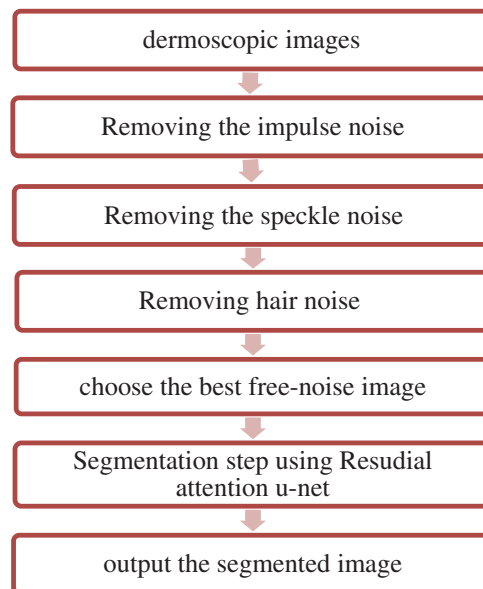 dermoscopic images
Removing the impulse noise
Removing the speckle noise
Removing hair noise
choose the best free-noise image
Segmentation step using Resudial
attention u-net
output the segmented image